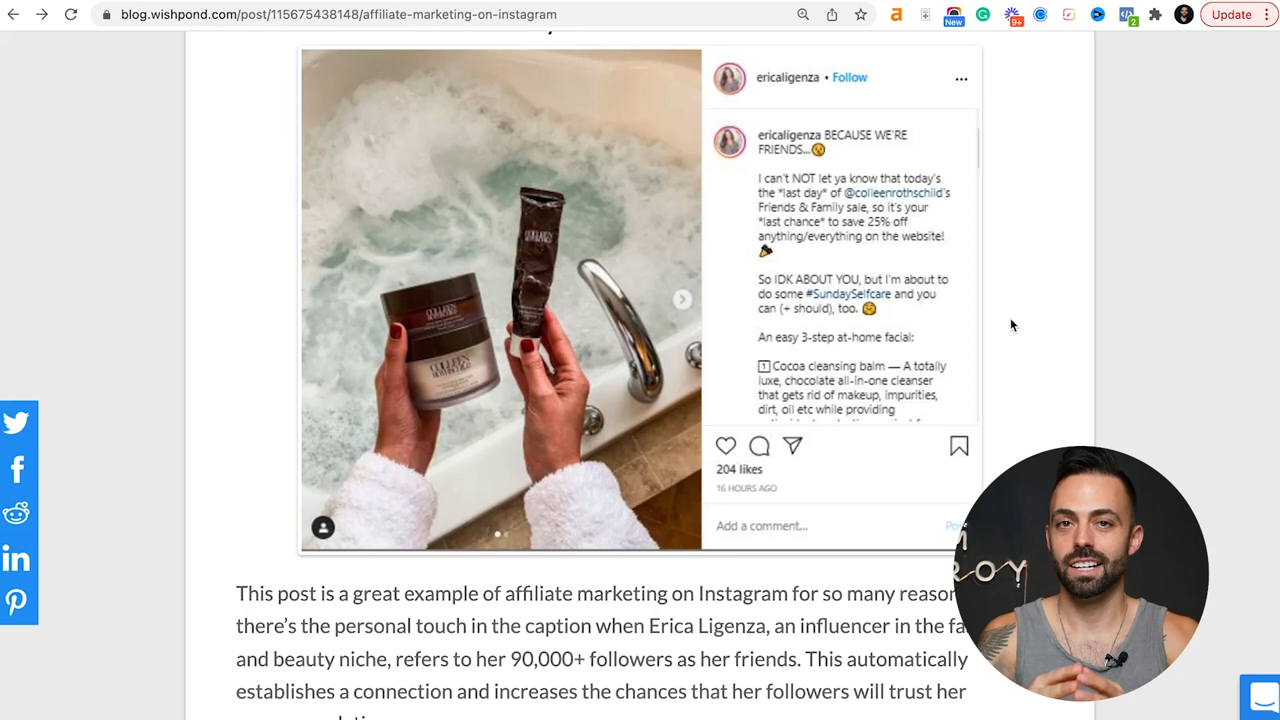 blog.wishpond.com/post/115675438148/affiliate-marketing-on-instagram
New
9+
2
Update
ericaligenza • Follow
ericaligenza BECAUSE WE'RE
FRIENDS...
I can't NOT let ya know that today's
the *last day* of @colleenrothschild's
Friends & Family sale, so it's your
*last chance* to save 25% off
anything/everything on the website!
So IDK ABOUT YOU, but I'm about to
do some #SundaySelfcare and you
can (+ should), too.
An easy 3-step at-home facial:
1 Cocoa cleansing balm — A totally
luxe, chocolate all-in-one cleanser
that gets rid of makeup, impurities,
dirt, oil etc while providing
204 likes
16 HOURS AGO
Add a comment...
COLLEEN
COLLEEN
ROTHSCHILD
This post is a great example of affiliate marketing on Instagram for so many reason
there's the personal touch in the caption when Erica Ligenza, an influencer in the fa
and beauty niche, refers to her 90,000+ followers as her friends. This automatically
establishes a connection and increases the chances that her followers will trust her